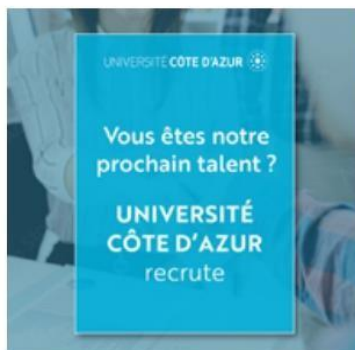 UNIVERSITÉ CÔTE D'AZUR
Vous êtes notre
prochain talent ?
UNIVERSITÉ
CÔTE D'AZUR
recrute